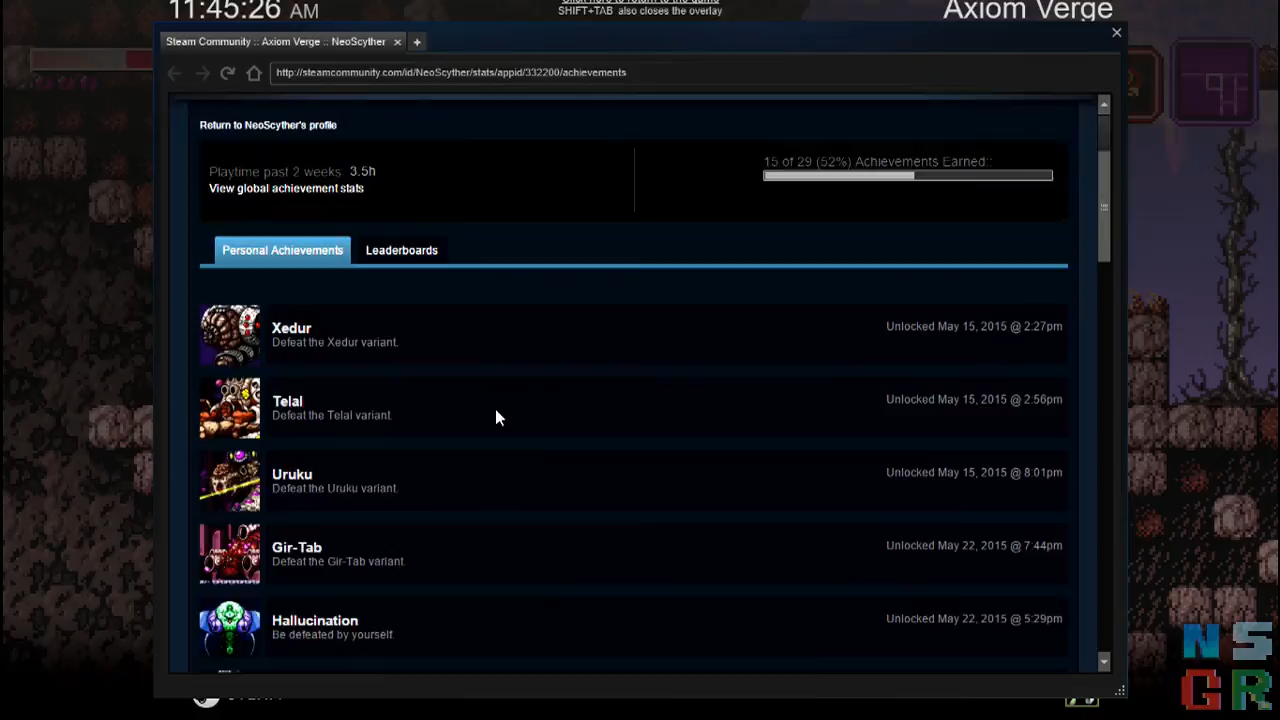 11:45:26 AM
SHIFT+TAB also closes the overlay
Axiom Verge
Steam Community :: Axiom Verge :: NeoScyther
http://steamcommunity.com/id/NeoScyther/stats/appid/332200/achievements
Return to NeoScyther's profile
Playtime past 2 weeks 3.5h
View global achievement stats
15 of 29 (52%) Achievements Earned::
Personal Achievements
Leaderboards
Xedur
Defeat the Xedur variant.
Unlocked May 15, 2015 @ 2:27pm
Telal
Defeat the Telal variant.
Unlocked May 15, 2015 @ 2:56pm
Uruku
Defeat the Uruku variant.
Unlocked May 15, 2015 @ 8:01pm
Gir-Tab
Defeat the Gir-Tab variant.
Unlocked May 22, 2015 @ 7:44pm
Hallucination
Be defeated by yourself.
Unlocked May 22, 2015 @ 5:29pm
NS
GR